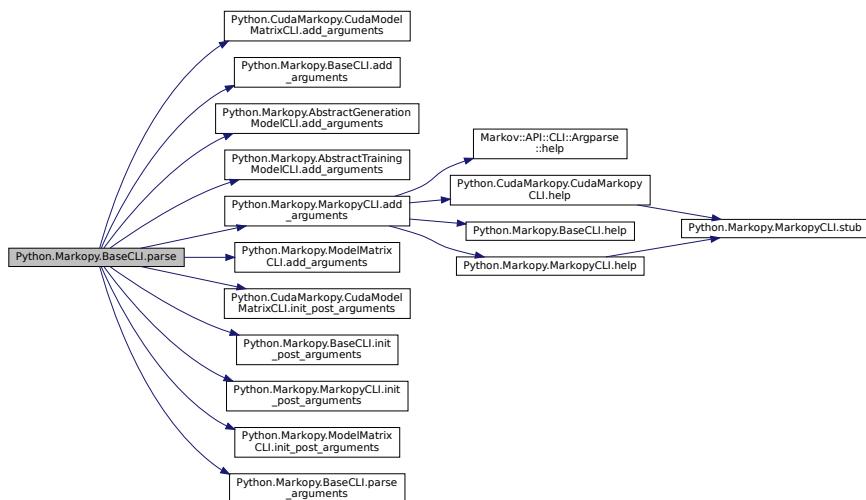 Python.CudaMarkopy.CudaModel
MatrixCLI.add_arguments
Python.Markopy.BaseCLI.add
_arguments
Python.Markopy.AbstractGeneration
ModelCLI.add_arguments
Python.Markopy.AbstractTraining
ModelCLI.add_arguments
Python.Markopy.MarkopyCLI.add
_arguments
Python.Markopy.BaseCLI.parse
Python.Markopy.ModelMatrix
CLI.add_arguments
Python.CudaMarkopy.CudaModel
MatrixCLI.init_post_arguments
Python.Markopy.BaseCLI.init
_post_arguments
Python.Markopy.MarkopyCLI.init
_post_arguments
Python.Markopy.ModelMatrix
CLI.init_post_arguments
Python.Markopy.BaseCLI.parse
_arguments
Markov::API::CLI::Argparse
::help
Python.CudaMarkopy.CudaMarkopy
CLI.help
Python.Markopy.BaseCLI.help
Python.Markopy.MarkopyCLI.help
Python.Markopy.MarkopyCLI.stub